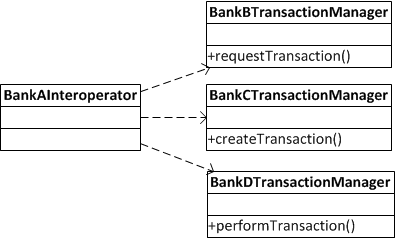 BankBTransactionManager
+requestTransaction()
BankAInteroperator
BankCTransactionManager
+createTransaction()
BankDTransactionManager
+performTransaction()